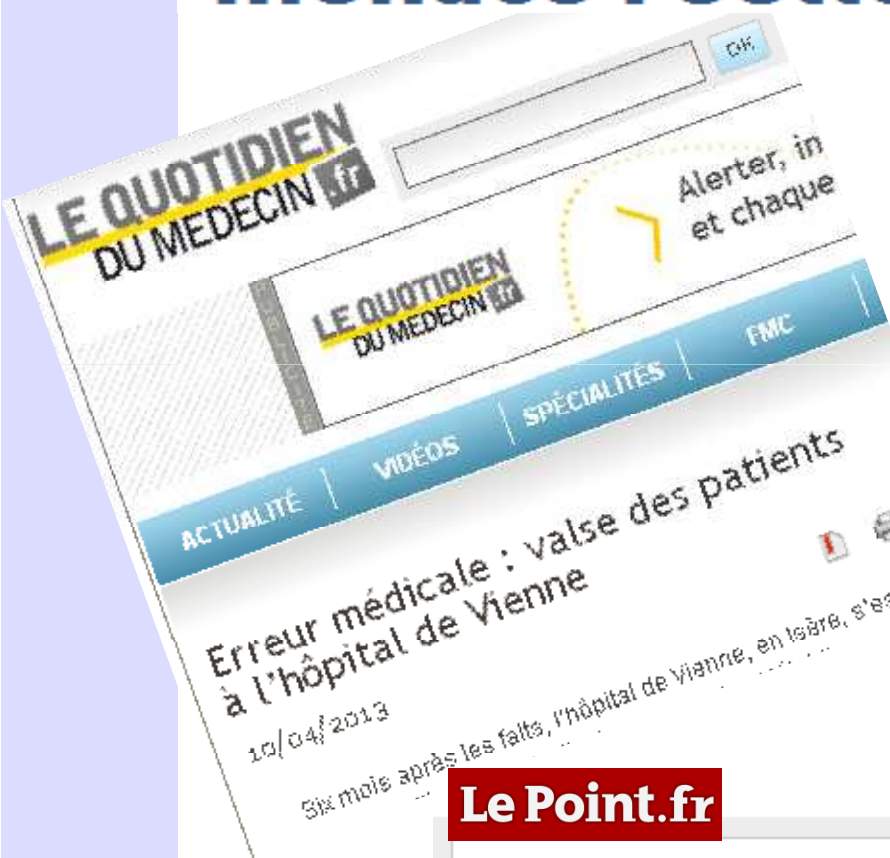 OK
LE QUOTIDIEN
DU MEDECIN .fr
Alerter, in
et chaque
LE QUOTIDIEN
DU MEDECIN .fr
ACTUALITÉ
VIDÉOS
SPÉCIALITÉS
FMC
Erreur médicale : valse des patients
à l'hôpital de Vienne
10/04/2013
Six mois après les faits, l'hôpital de Vienne, en Isère, s'es
Le Point.fr